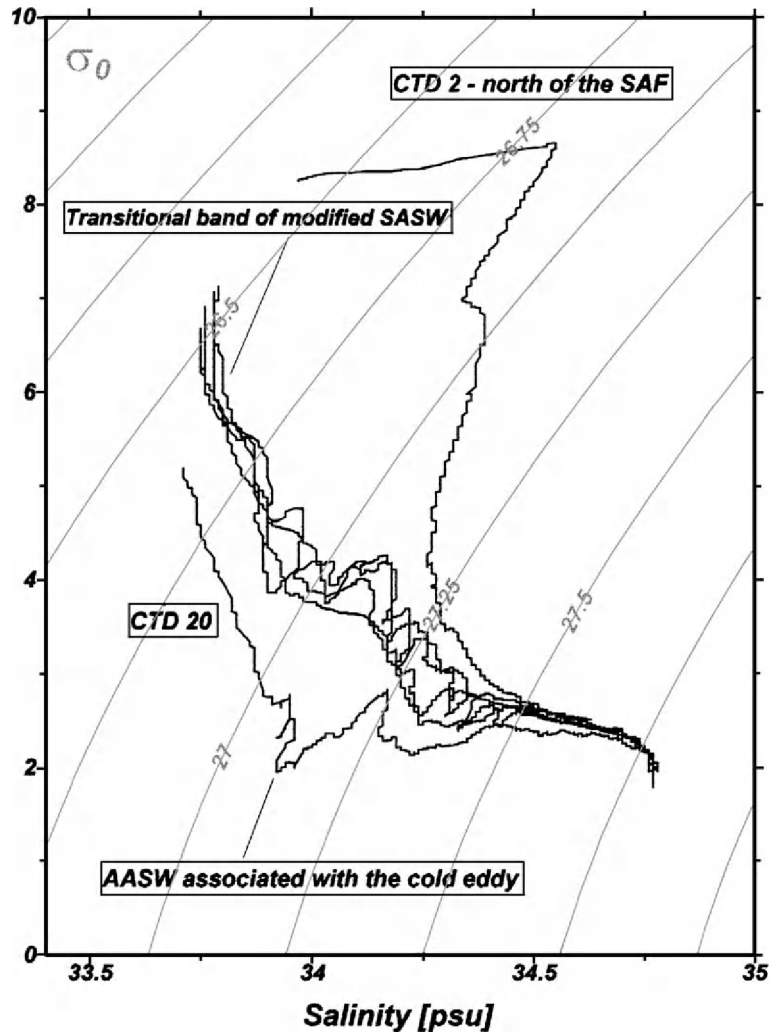 10
σ0
CTD 2 - north of the SAF
26.75
8
Transitional band of modified SASW
26.5
6
4
CTD 20
27.25
27.5
27
2
AASW associated with the cold eddy
0
33.5
34
34.5
35
Salinity [psu]